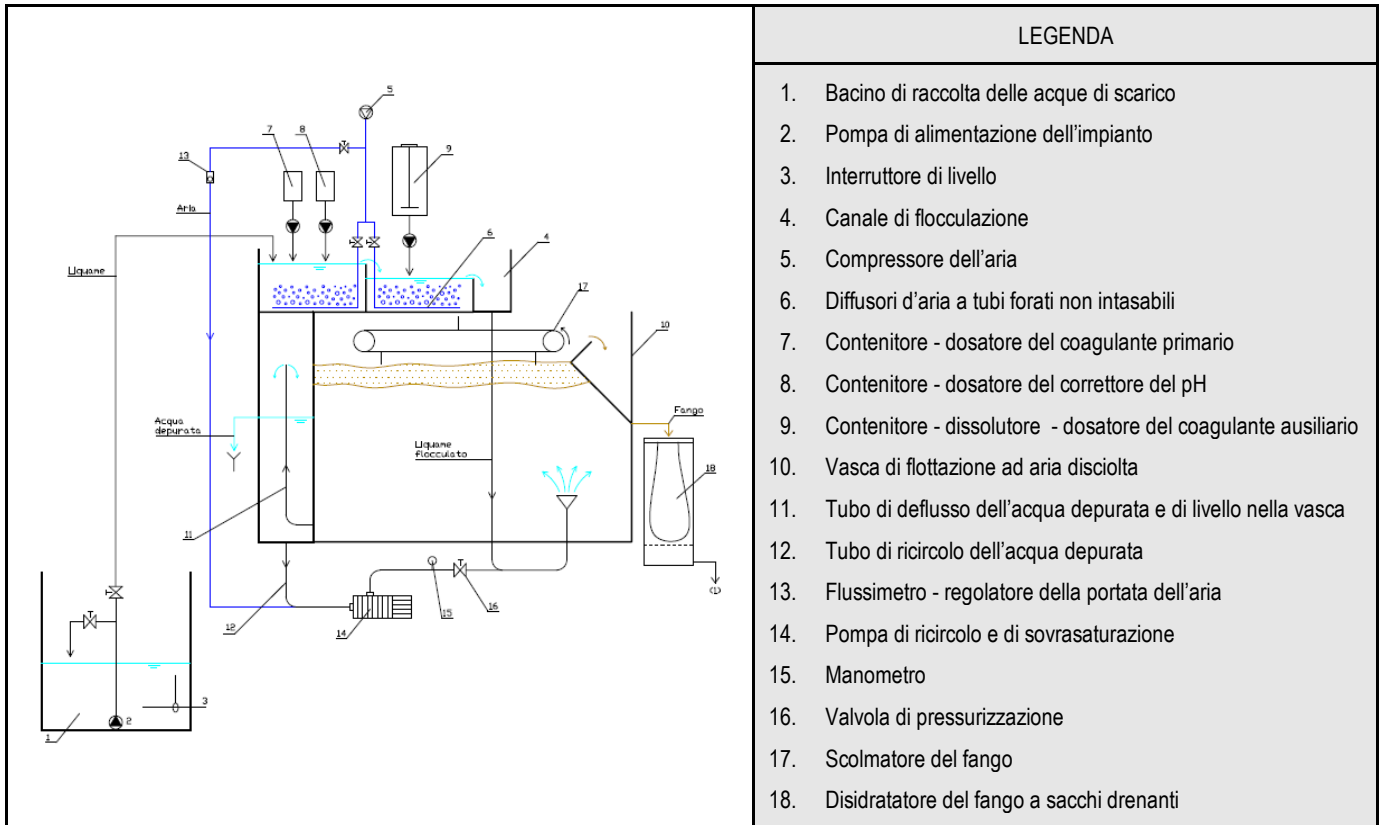 5
7
8
9
13
Aria
6
4
Liquame
17
10
Acqua
depurata
Fango
Liquame
flocculato
18
11
15
16
12
14
3
2
1
LEGENDA
1. Bacino di raccolta delle acque di scarico
2. Pompa di alimentazione dell’impianto
3. Interruttore di livello
4. Canale di flocculazione
5. Compressore dell’aria
6. Diffusori d’aria a tubi forati non intasabili
7. Contenitore - dosatore del coagulante primario
8. Contenitore - dosatore del correttore del pH
9. Contenitore - dissolutore - dosatore del coagulante ausiliario
10. Vasca di flottazione ad aria disciolta
11. Tubo di deflusso dell’acqua depurata e di livello nella vasca
12. Tubo di ricircolo dell’acqua depurata
13. Flussimetro - regolatore della portata dell’aria
14. Pompa di ricircolo e di sovrasaturazione
15. Manometro
16. Valvola di pressurizzazione
17. Scolmatore del fango
18. Disidratatore del fango a sacchi drenanti